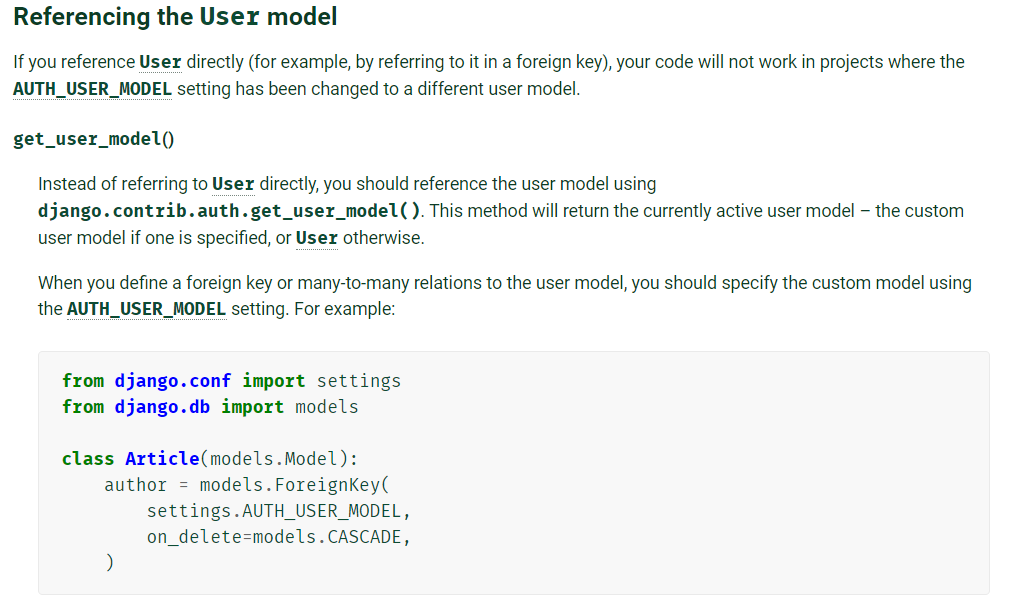 Referencing the User model
If you reference User directly (for example, by referring to it in a foreign key), your code will not work in projects where the
AUTH_USER_MODEL setting has been changed to a different user model.
get_user_model()
Instead of referring to User directly, you should reference the user model using
django.contrib.auth.get_user_model(). This method will return the currently active user model – the custom
user model if one is specified, or User otherwise.
When you define a foreign key or many-to-many relations to the user model, you should specify the custom model using
the AUTH_USER_MODEL setting. For example:
from django.conf import settings
from django.db import models
class Article(models.Model):
    author = models.ForeignKey(
        settings.AUTH_USER_MODEL,
        on_delete=models.CASCADE,
    )